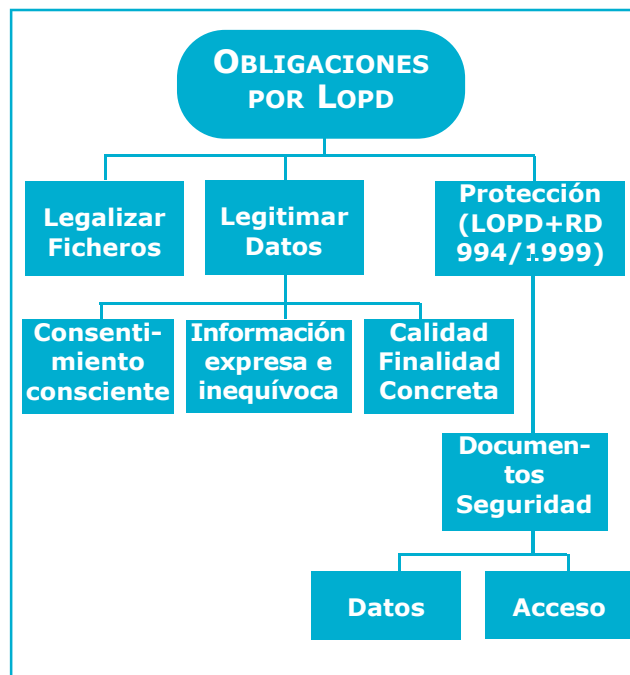 OBLIGACIONES
POR LOPD
Legalizar
Ficheros
Legitimar
Datos
Protección
(LOPD+RD
994/1999)
Consenti-
miento
consciente
Información
expresa e
inequívoca
Calidad
Finalidad
Concreta
Documen-
tos
Seguridad
Datos
Acceso